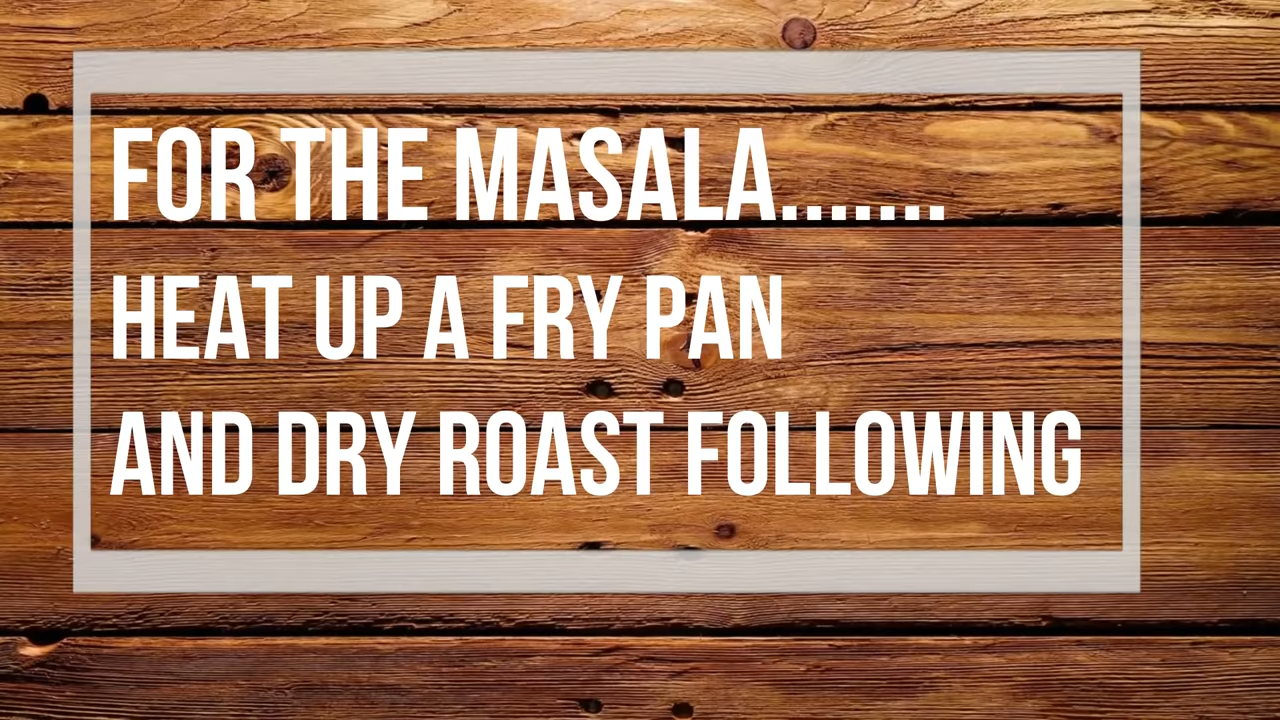 FOR THE MASALA.......
HEAT UP A FRY PAN
AND DRY ROAST FOLLOWING